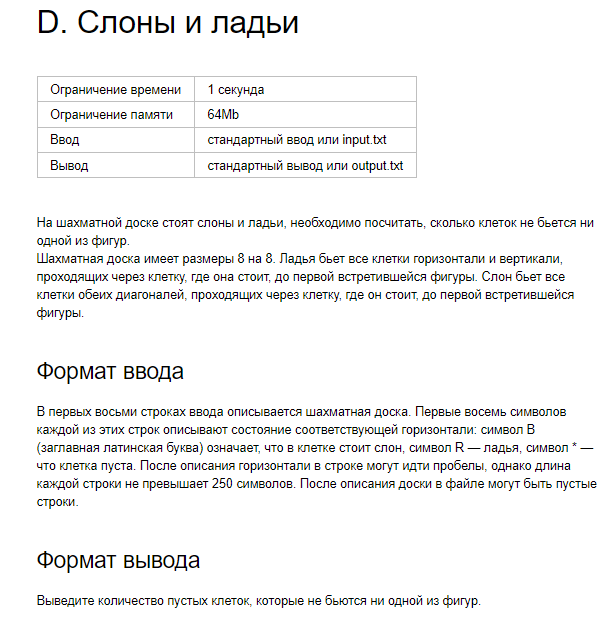 D. Слоны и ладьи
Ограничение времени 1 секунда
Ограничение памяти 64Mb
Ввод стандартный ввод или input.txt
Вывод стандартный вывод или output.txt
На шахматной доске стоят слоны и ладьи, необходимо посчитать, сколько клеток не бьется ни
одной из фигур.
Шахматная доска имеет размеры 8 на 8. Ладья бьет все клетки горизонтали и вертикали,
проходящих через клетку, где она стоит, до первой встретившейся фигуры. Слон бьет все
клетки обеих диагоналей, проходящих через клетку, где он стоит, до первой встретившейся
фигуры.
Формат ввода
В первых восьми строках ввода описывается шахматная доска. Первые восемь символов
каждой из этих строк описывают состояние соответствующей горизонтали: символ B
(заглавная латинская буква) означает, что в клетке стоит слон, символ R — ладья, символ * —
что клетка пуста. После описания горизонтали в строке могут идти пробелы, однако длина
каждой строки не превышает 250 символов. После описания доски в файле могут быть пустые
строки.
Формат вывода
Выведите количество пустых клеток, которые не бьются ни одной из фигур.